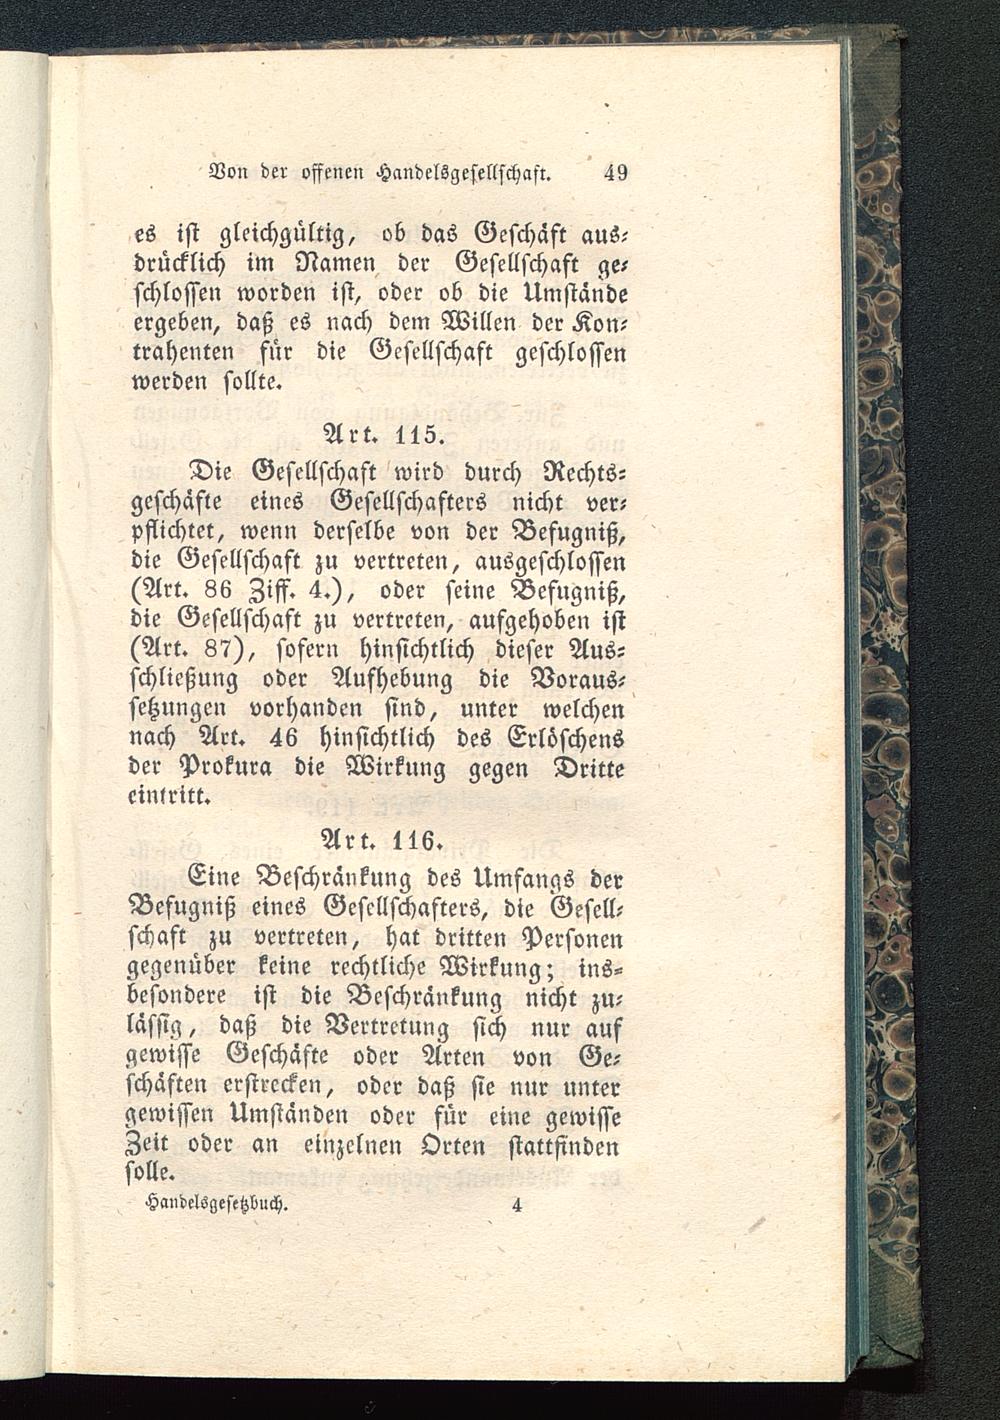 Von der offenen Handelsgesellschaft. 49
es ist gleichgültig, ob das Geschäft aus-
drücklich im Namen der Gesellschaft ge-
schlossen worden ist, oder ob die Umstände
ergeben, daß es nach dem Willen der Kon-
trahenten für die Gesellschaft geschlossen
werden sollte.
Art. 115.
Die Gesellschaft wird durch Rechts-
geschäfte eines Gesellschafters nicht ver-
pflichtet, wenn derselbe von der Befugniß,
die Gesellschaft zu vertreten, ausgeschlossen
(Art. 86 Ziff. 4.), oder seine Befugniß,
die Gesellschaft zu vertreten, aufgehoben ist
(Art. 87), sofern hinsichtlich dieser Aus-
schließung oder Aufhebung die Voraus-
setzungen vorhanden sind, unter welchen
nach Art. 46 hinsichtlich des Erlöschens
der Prokura die Wirkung gegen Dritte
eintritt.
Art. 116.
Eine Beschränkung des Umfangs der
Befugniß eines Gesellschafters, die Gesell-
schaft zu vertreten, hat dritten Personen
gegenüber keine rechtliche Wirkung; ins-
besondere ist die Beschränkung nicht zu-
lässig, daß die Vertretung sich nur auf
gewisse Geschäfte oder Arten von Ge-
schäften erstrecken, oder daß sie nur unter
gewissen Umständen oder für eine gewisse
Zeit oder an einzelnen Orten stattfinden
solle.
Handelsgesetzbuch. 4